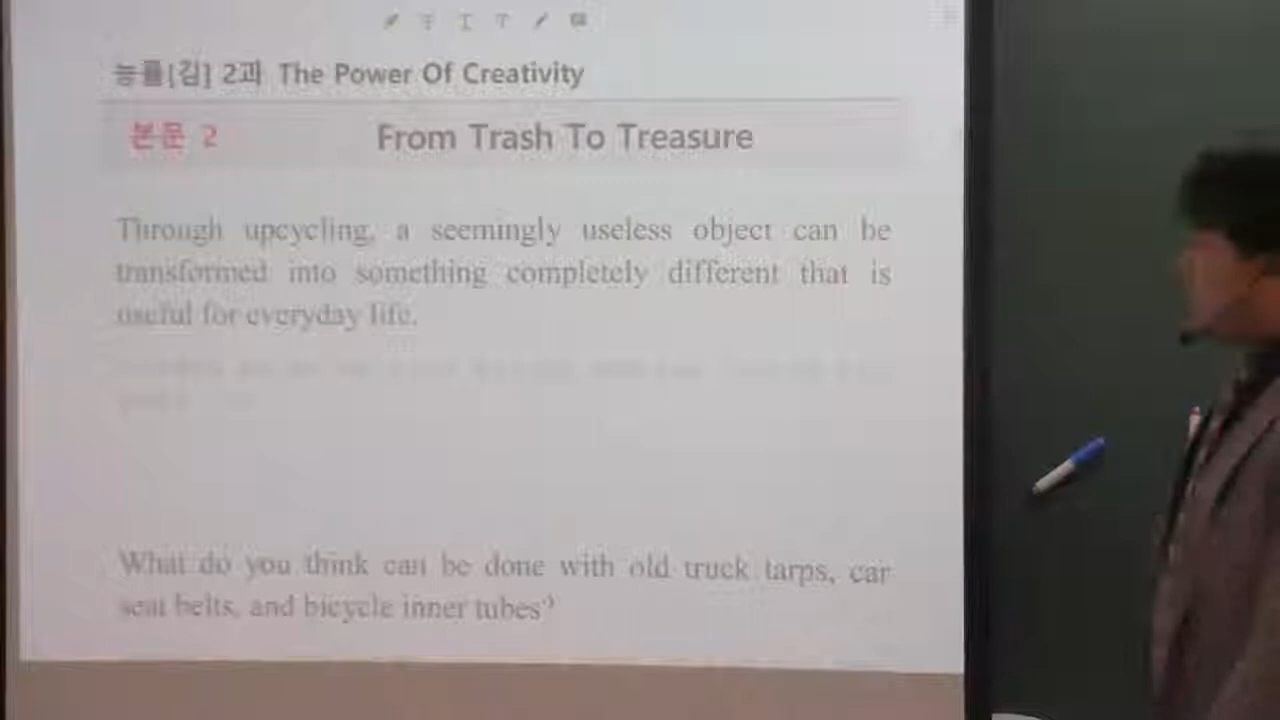 능률[김] 2과 The Power Of Creativity
본문 2 From Trash To Treasure
Through upcycling, a seemingly useless object can be
transformed into something completely different that is
useful for everyday life.
What do you think can be done with old truck tarps, car
seat belts, and bicycle inner tubes?